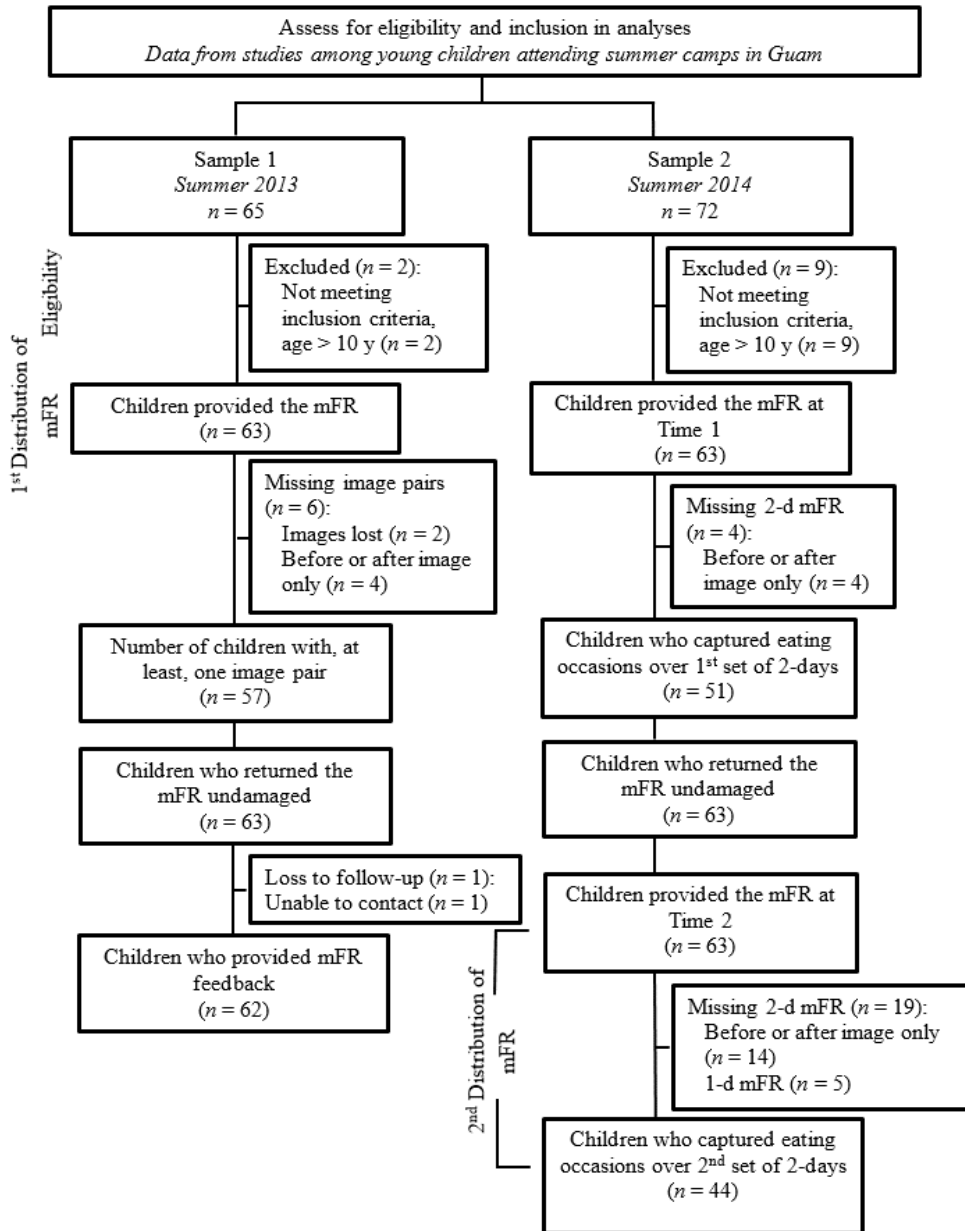 Assess for eligibility and inclusion in analyses
Data from studies among young children attending summer camps in Guam
Sample 1
Summer 2013
n = 65
Sample 2
Summer 2014
n = 72
Eligibility
Excluded (n = 2):
Not meeting
inclusion criteria,
age > 10 y (n = 2)
Excluded (n = 9):
Not meeting
inclusion criteria,
age > 10 y (n = 9)
1st Distribution of
mFR
Children provided the mFR
(n = 63)
Children provided the mFR at
Time 1
(n = 63)
Missing image pairs
(n = 6):
Images lost (n = 2)
Before or after image
only (n = 4)
Missing 2-d mFR
(n = 4):
Before or after
image only (n = 4)
Number of children with, at
least, one image pair
(n = 57)
Children who captured eating
occasions over 1st set of 2-days
(n = 51)
Children who returned the
mFR undamaged
(n = 63)
Children who returned the
mFR undamaged
(n = 63)
Loss to follow-up (n = 1):
Unable to contact (n = 1)
Children who provided mFR
feedback
(n = 62)
Children provided the mFR at
Time 2
(n = 63)
2nd Distribution of
mFR
Missing 2-d mFR (n = 19):
Before or after image only
(n = 14)
1-d mFR (n = 5)
Children who captured eating
occasions over 2nd set of 2-days
(n = 44)